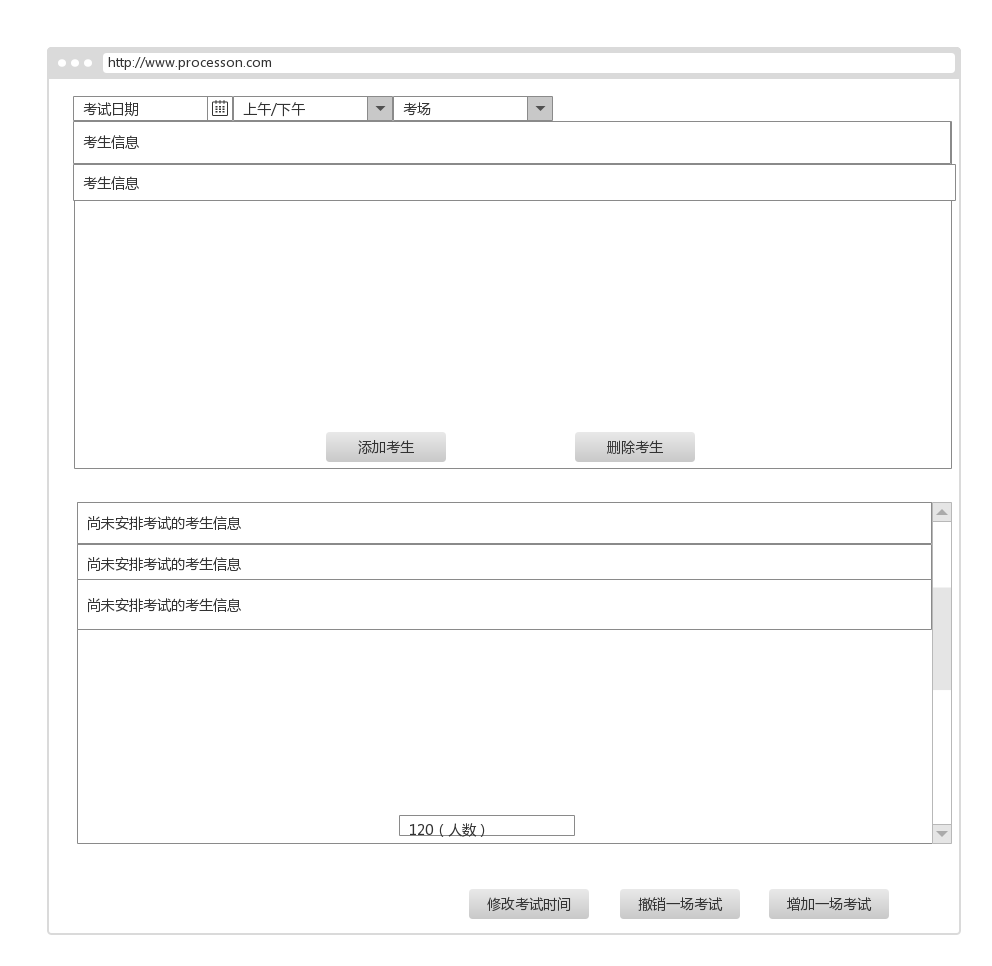 http://www.processon.com
考试日期 上午/下午 考场
考生信息
考生信息
添加考生 删除考生
尚未安排考试的考生信息
尚未安排考试的考生信息
尚未安排考试的考生信息
120（人数）
修改考试时间 撤销一场考试 增加一场考试